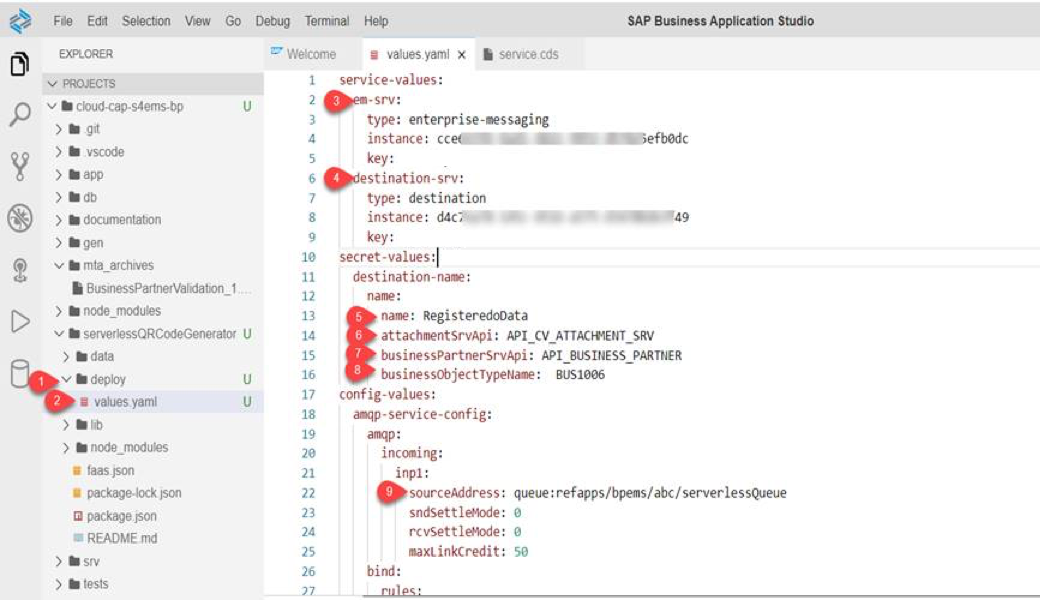 File Edit Selection View Go Debug Terminal Help
SAP Business Application Studio
EXPLORER
PROJECTS
cloud-cap-s4ems-bp U
.git
.vscode
app
db
documentation
gen
mta_archives
BusinessPartnerValidation_1....
node_modules
serverlessQRCodeGenerator U
data
1 deploy U
2 values.yaml U
lib
node_modules
faas.json
package-lock.json
package.json
README.md
srv
tests
SAP Welcome values.yaml × service.cds
1 service-values:
2 3 em-srv:
3 type: enterprise-messaging
4 instance: cce 5efb0dc
5 key:
6 4 destination-srv:
7 type: destination
8 instance: d4c7 49
9 key:
10 secret-values:
11 destination-name:
12 name:
13 5 name: RegisteredoData
14 6 attachmentSrvApi: API_CV_ATTACHMENT_SRV
15 7 businessPartnerSrvApi: API_BUSINESS_PARTNER
16 8 businessObjectTypeName: BUS1006
17 config-values:
18 amqp-service-config:
19 amqp:
20 incoming:
21 inp1:
22 9 sourceAddress: queue:refapps/bpems/abc/serverlessQueue
23 sndSettleMode: 0
24 rcvSettleMode: 0
25 maxLinkCredit: 50
26 bind:
27 rules: